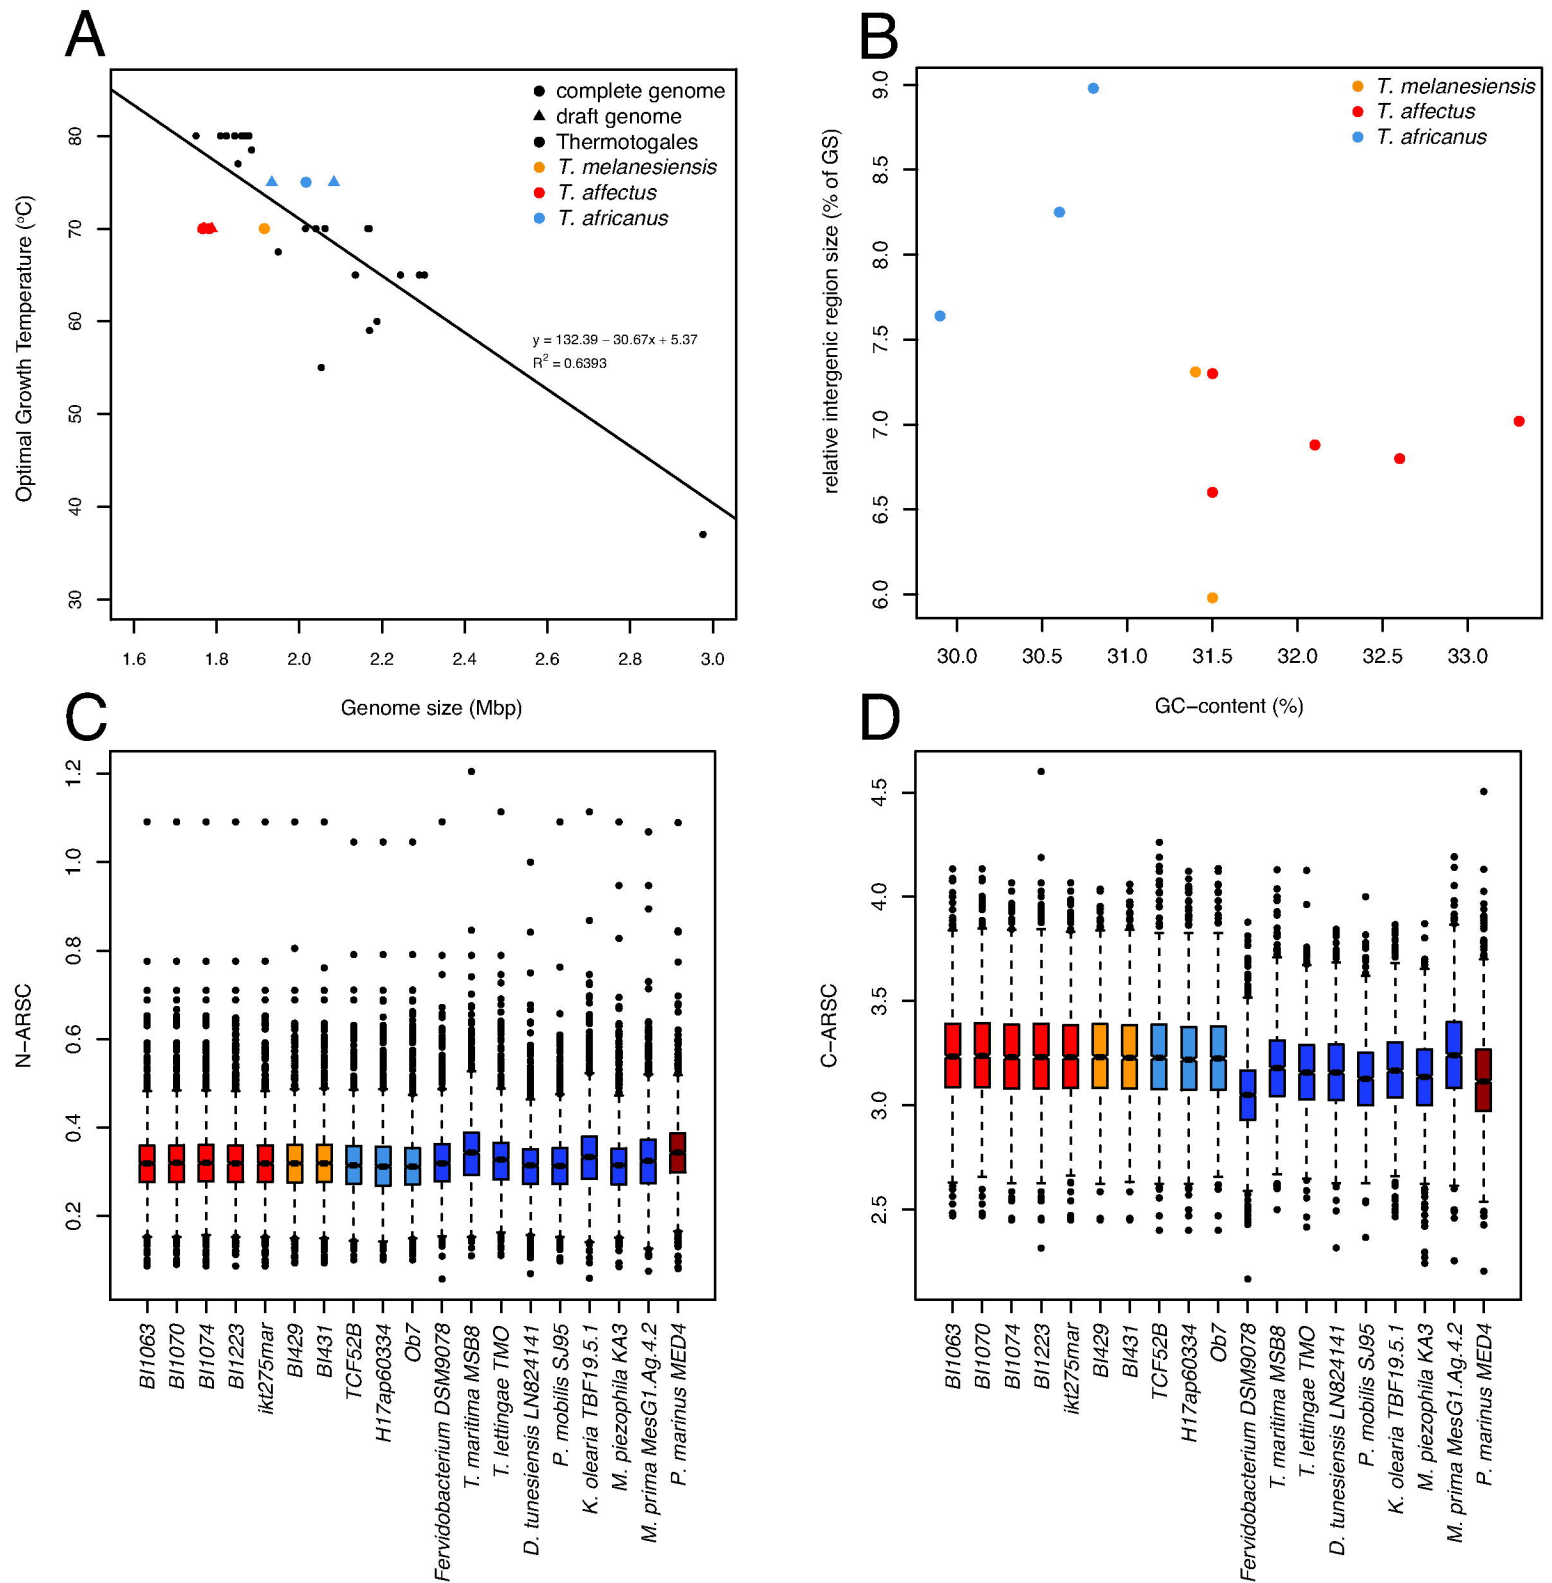 A
Optimal Growth Temperature (°C)
80
70
60
50
40
30
complete genome
draft genome
Thermotogales
T. melanesiensis
T. affectus
T. africanus
y = 132.39 − 30.67x + 5.37
R² = 0.6393
1.6 1.8 2.0 2.2 2.4 2.6 2.8 3.0
Genome size (Mbp)
B
relative intergenic region size (% of GS)
9.0
8.5
8.0
7.5
7.0
6.5
6.0
T. melanesiensis
T. affectus
T. africanus
30.0 30.5 31.0 31.5 32.0 32.5 33.0
GC−content (%)
C
N-ARSC
1.2
1.0
0.8
0.6
0.4
0.2
BI1063
BI1070
BI1074
BI1223
ikt275mar
BI429
BI431
TCF52B
H17ap60334
Ob7
Fervidobacterium DSM9078
T. maritima MSB8
T. lettingae TMO
D. tunesiensis LN824141
P. mobilis SJ95
K. olearia TBF19.5.1
M. piezophila KA3
M. prima MesG1.Ag.4.2
P. marinus MED4
D
C-ARSC
4.5
4.0
3.5
3.0
2.5
BI1063
BI1070
BI1074
BI1223
ikt275mar
BI429
BI431
TCF52B
H17ap60334
Ob7
Fervidobacterium DSM9078
T. maritima MSB8
T. lettingae TMO
D. tunesiensis LN824141
P. mobilis SJ95
K. olearia TBF19.5.1
M. piezophila KA3
M. prima MesG1.Ag.4.2
P. marinus MED4